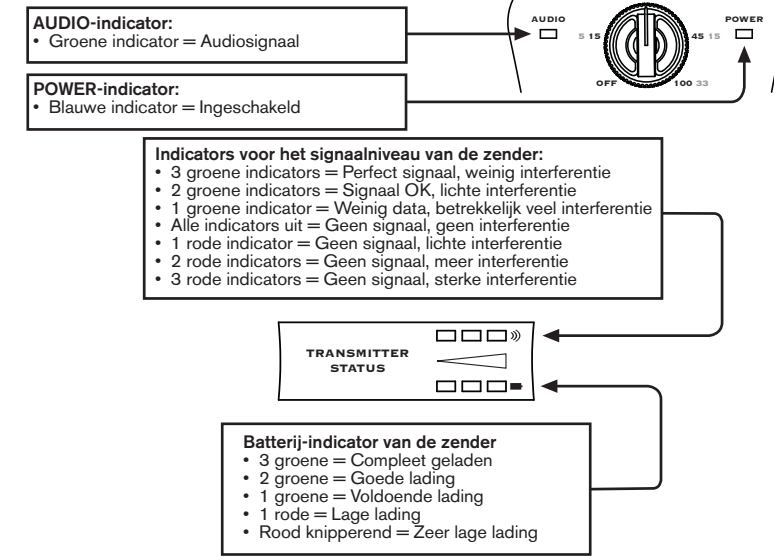 AUDIO-indicator:
• Groene indicator = Audiosignaal
POWER-indicator:
• Blauwe indicator = Ingeschakeld
AUDIO
POWER
5 15
45 15
OFF
100 33
Indicators voor het signaalniveau van de zender:
• 3 groene indicators = Perfect signaal, weinig interferentie
• 2 groene indicators = Signaal OK, lichte interferentie
• 1 groene indicator = Weinig data, betrekkelijk veel interferentie
• Alle indicators uit = Geen signaal, geen interferentie
• 1 rode indicator = Geen signaal, lichte interferentie
• 2 rode indicators = Geen signaal, meer interferentie
• 3 rode indicators = Geen signaal, sterke interferentie
TRANSMITTER
STATUS
Batterij-indicator van de zender
• 3 groene = Compleet geladen
• 2 groene = Goede lading
• 1 groene = Voldoende lading
• 1 rode = Lage lading
• Rood knipperend = Zeer lage lading